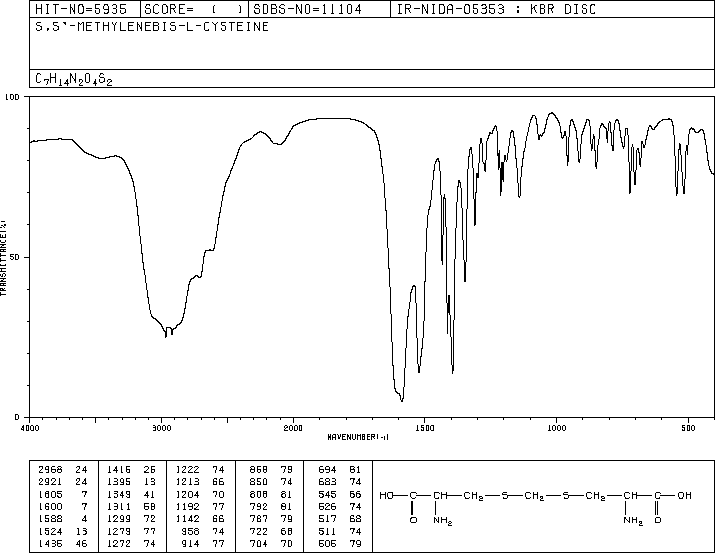 HIT-NO=5935 SCORE= ( ) SDBS-NO=11104 IR-NIDA-05353 : KBR DISC
S,S'-METHYLENEBIS-L-CYSTEINE
C7H14N2O4S2
100
50
0
TRANSMITTANCE(%)
4000 3000 2000 1500 1000 500
WAVENUMBER(-1)
2968 24 1416 26 1222 74 868 79 694 81
2921 24 1395 13 1213 66 850 74 683 74
1605 7 1349 41 1204 70 808 81 545 66
1600 7 1311 68 1192 77 792 81 526 74
1588 4 1299 72 1142 66 787 79 517 68
1524 13 1279 77 958 74 722 68 511 74
1436 46 1272 74 914 77 704 70 505 79
HO C CH CH2 S CH2 S CH2 CH C OH
O NH2 NH2 O